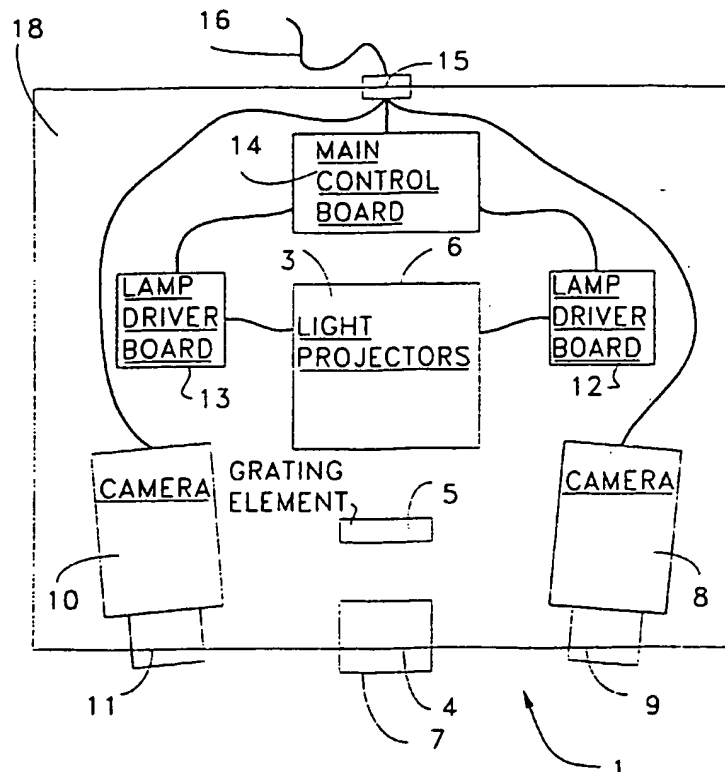 16
18
15
14
MAIN
CONTROL
BOARD
3
6
LAMP
DRIVER
BOARD
LIGHT
PROJECTORS
LAMP
DRIVER
BOARD
13
12
CAMERA
GRATING
ELEMENT
5
CAMERA
10
8
11
4
9
7
1